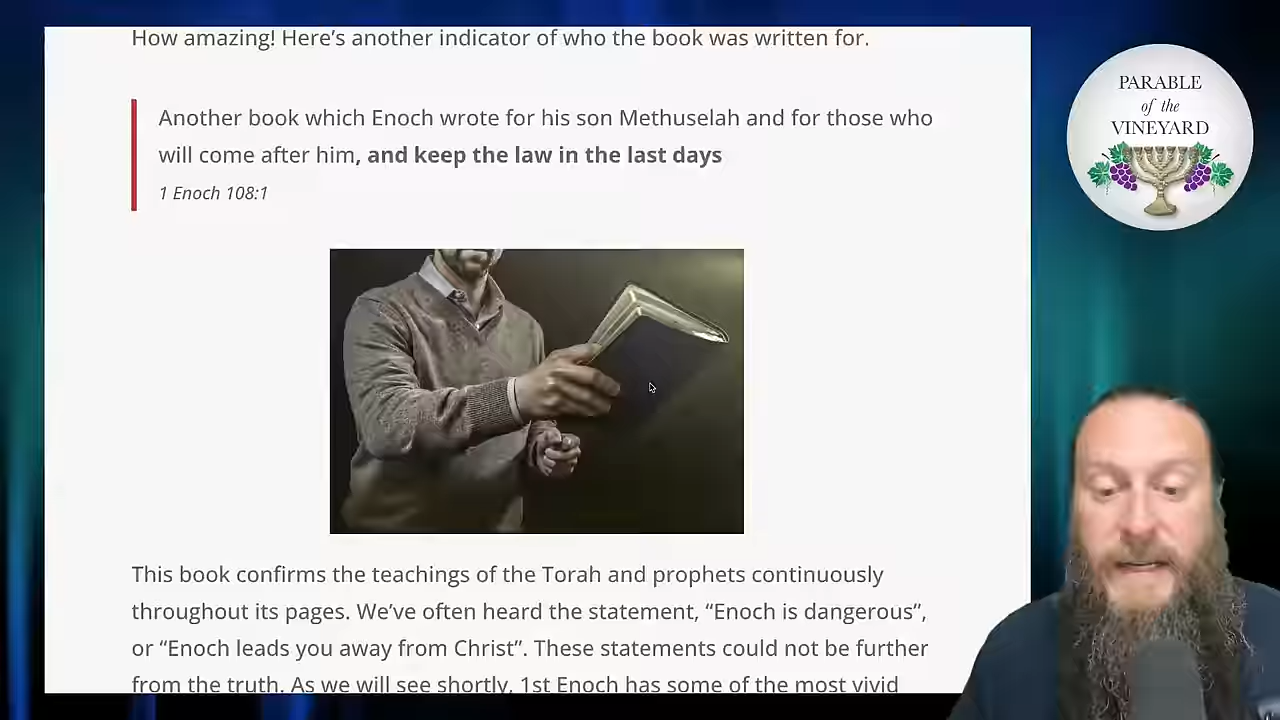 How amazing! Here’s another indicator of who the book was written for.
Another book which Enoch wrote for his son Methuselah and for those who
will come after him, and keep the law in the last days
1 Enoch 108:1
This book confirms the teachings of the Torah and prophets continuously
throughout its pages. We’ve often heard the statement, “Enoch is dangerous”,
or “Enoch leads you away from Christ”. These statements could not be further
from the truth. As we will see shortly, 1st Enoch has some of the most vivid
PARABLE
of the
VINEYARD